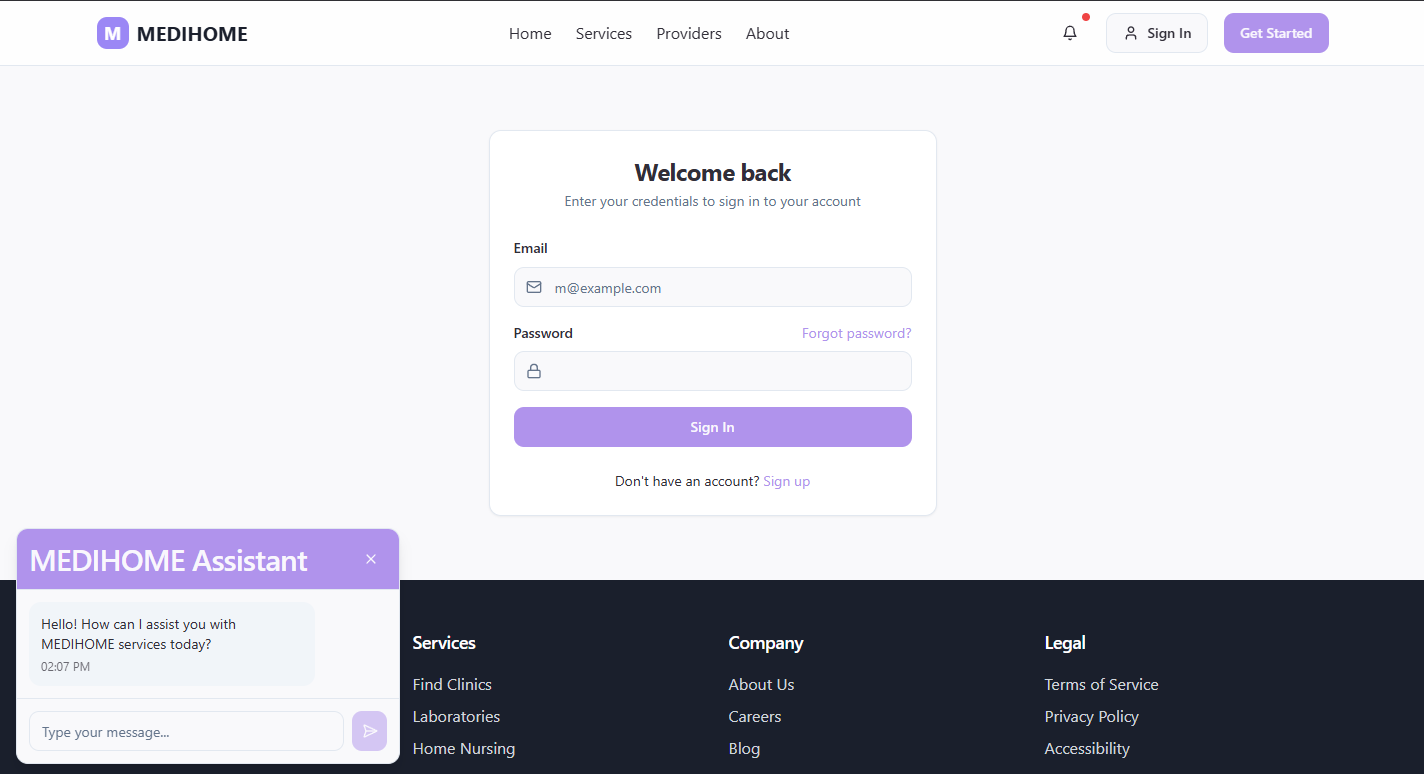 M MEDIHOME
Home Services Providers About
Sign In
Get Started
Welcome back
Enter your credentials to sign in to your account
Email
m@example.com
Password Forgot password?
Sign In
Don't have an account? Sign up
MEDIHOME Assistant
Hello! How can I assist you with
MEDIHOME services today?
02:07 PM
Type your message...
Services
Find Clinics
Laboratories
Home Nursing
Company
About Us
Careers
Blog
Legal
Terms of Service
Privacy Policy
Accessibility